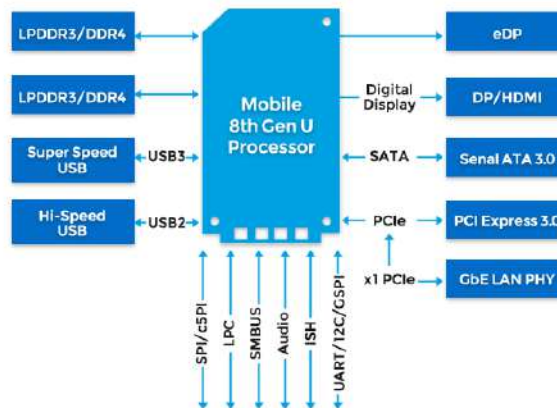 LPDDR3/DDR4
LPDDR3/DDR4
Super Speed
USB
USB3
Hi-Speed
USB
USB2
Mobile
8th Gen U
Processor
eDP
Digital
Display
DP/HDMI
SATA
Senal ATA 3.0
PCIe
PCI Express 3.0
x1 PCIe
GbE LAN PHY
SPI/c5PI
LPC
SMBUS
Audio
ISH
UART/12C/GSPI